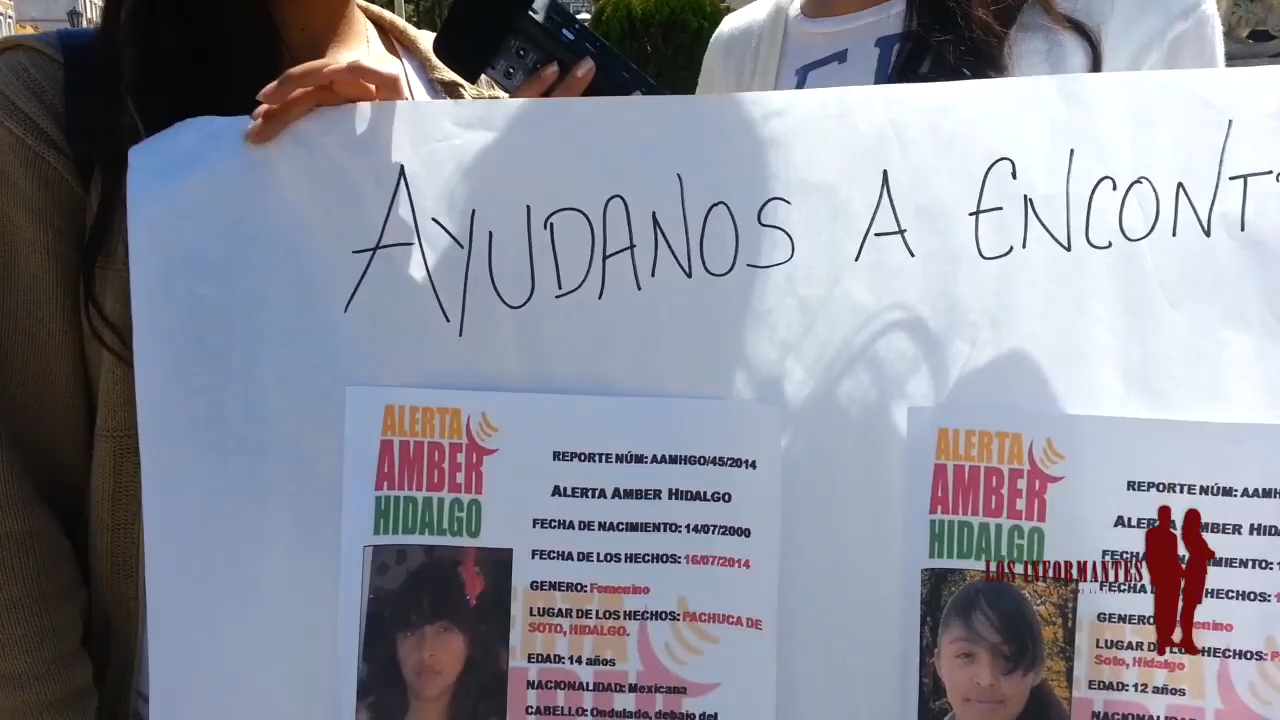 AYUDANOS A ENCONT
ALERTA
AMBER
HIDALGO
REPORTE NÚM: AAMHGO/45/2014
ALERTA AMBER HIDALGO
FECHA DE NACIMIENTO: 14/07/2000
FECHA DE LOS HECHOS: 16/07/2014
GENERO: Femenino
LUGAR DE LOS HECHOS: PACHUCA DE
SOTO, HIDALGO.
EDAD: 14 años
NACIONALIDAD: Mexicana
CABELLO: Ondulado, debajo del
ALERTA
AMBER
HIDALGO
REPORTE NÚM:
LUGAR DE LOS HECHOS:
Soto, Hidalgo
EDAD: 12 años
LOS INFORMANTES